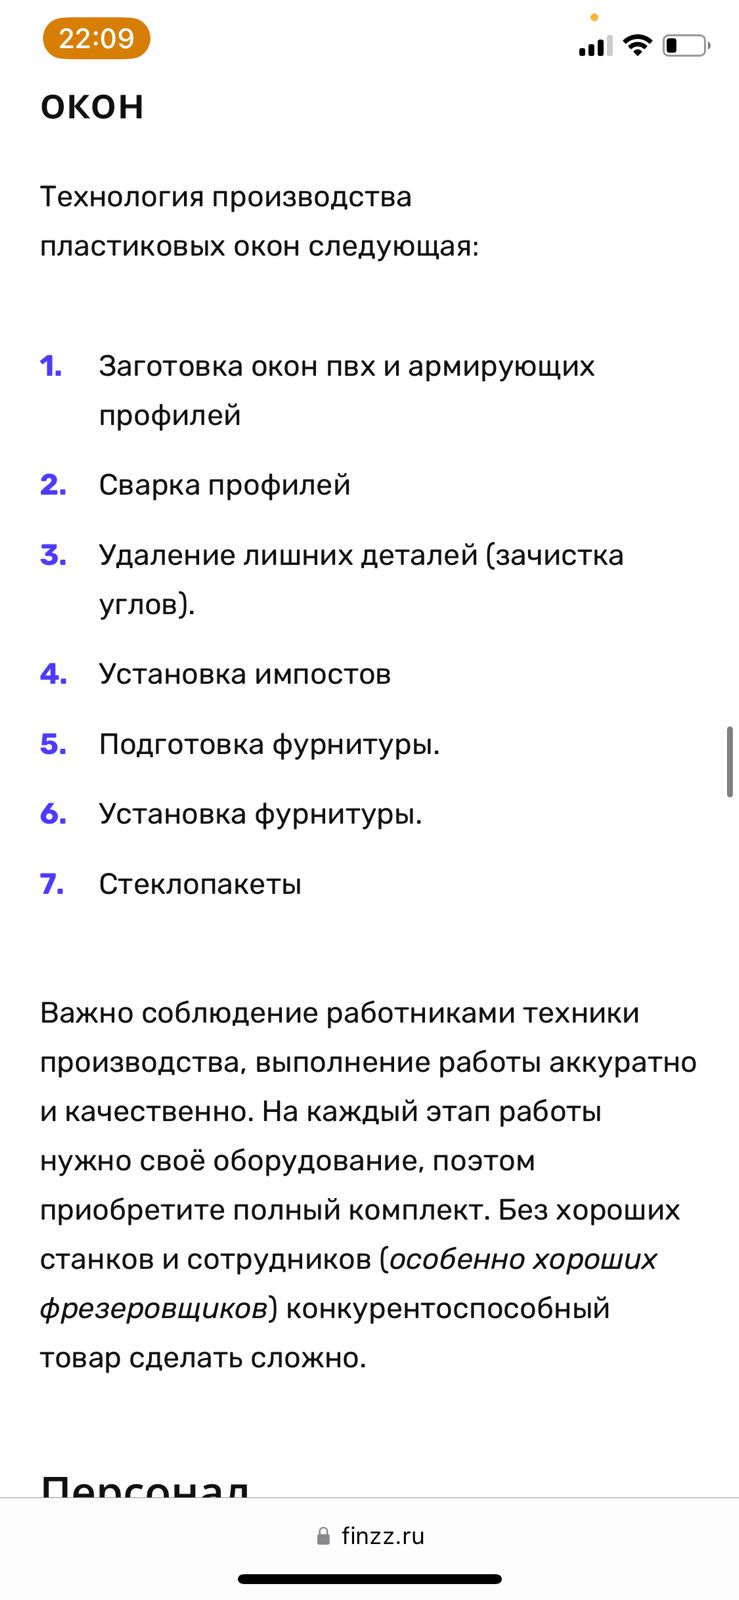 22:09
окон
Технология производства
пластиковых окон следующая:
1. Заготовка окон пвх и армирующих
профилей
2. Сварка профилей
3. Удаление лишних деталей (зачистка
углов).
4. Установка импостов
5. Подготовка фурнитуры.
6. Установка фурнитуры.
7. Стеклопакеты
Важно соблюдение работниками техники
производства, выполнение работы аккуратно
и качественно. На каждый этап работы
нужно своё оборудование, поэтом
приобретите полный комплект. Без хороших
станков и сотрудников (особенно хороших
фрезеровщиков) конкурентоспособный
товар сделать сложно.
Персонал
finzz.ru